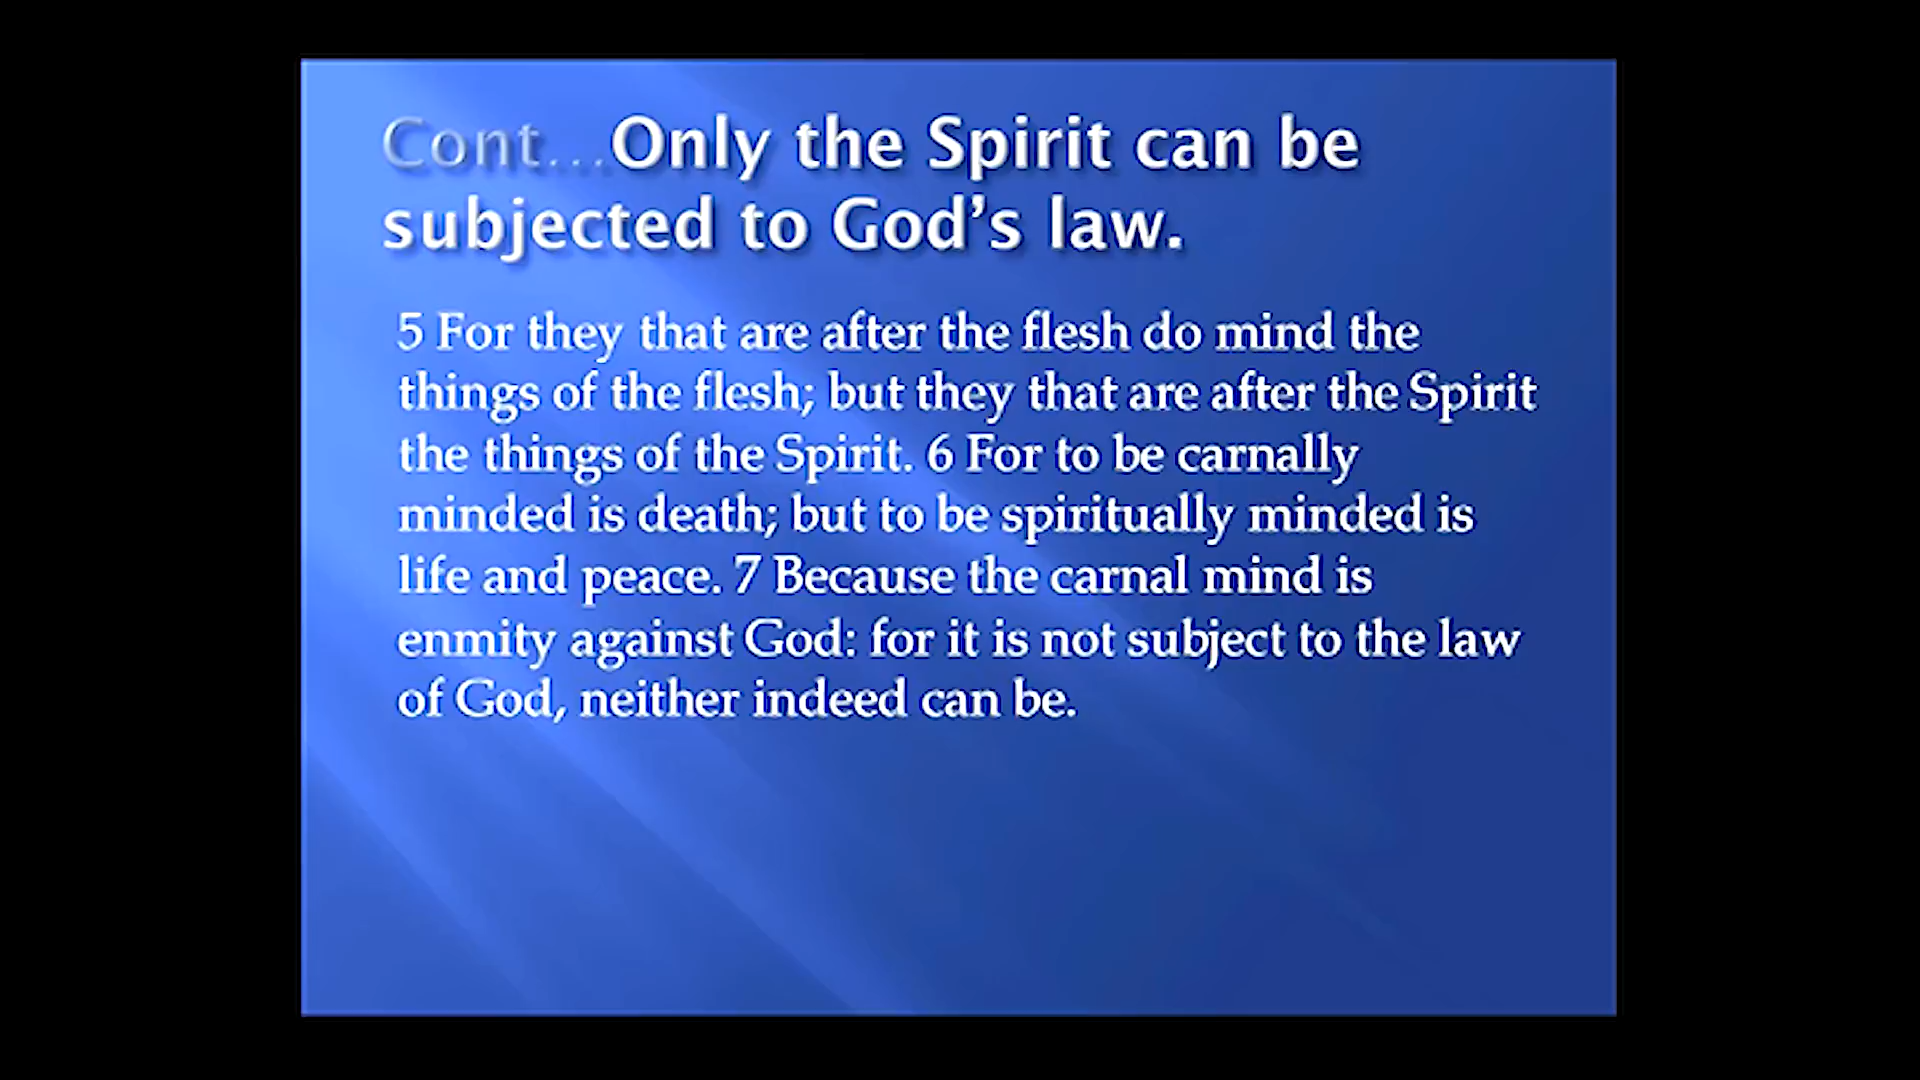 Cont...Only the Spirit can be
subjected to God’s law.
5 For they that are after the flesh do mind the
things of the flesh; but they that are after the Spirit
the things of the Spirit. 6 For to be carnally
minded is death; but to be spiritually minded is
life and peace. 7 Because the carnal mind is
enmity against God: for it is not subject to the law
of God, neither indeed can be.